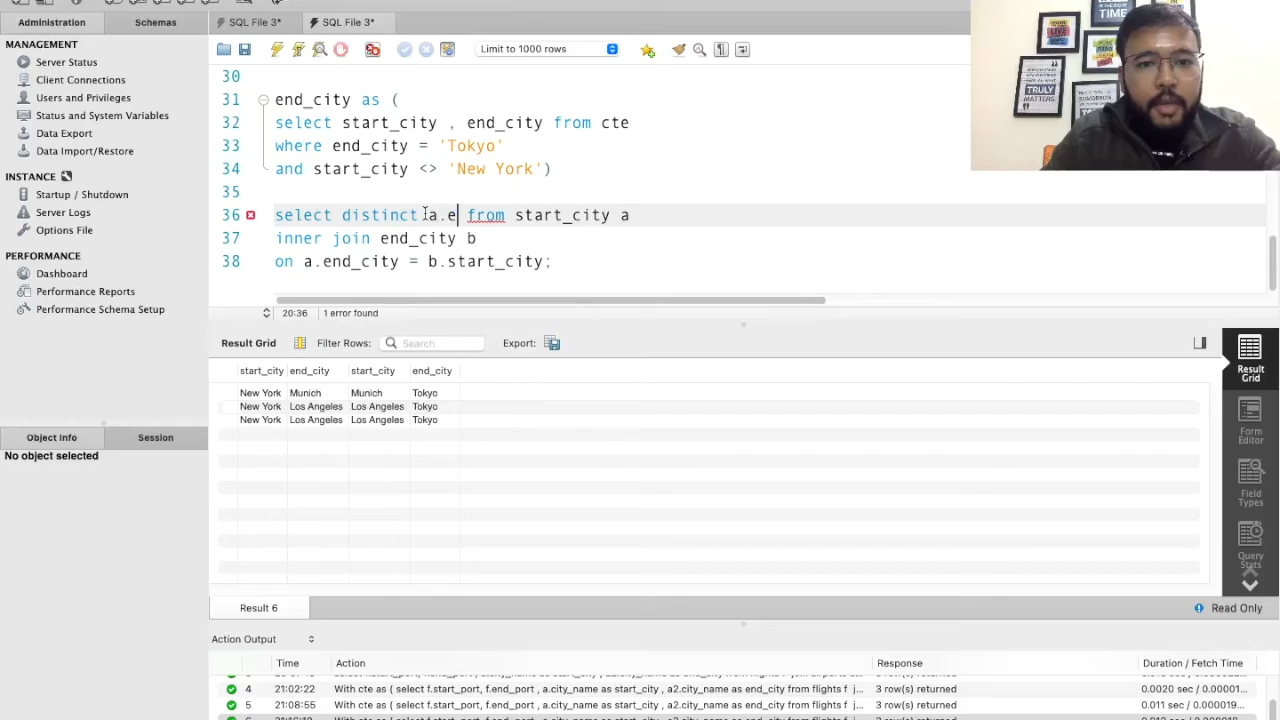 SQL File 3*
SQL File 3*
Administration
Schemas
MANAGEMENT
Server Status
Client Connections
Users and Privileges
Status and System Variables
Data Export
Data Import/Restore
INSTANCE
Startup / Shutdown
Server Logs
Options File
PERFORMANCE
Dashboard
Performance Reports
Performance Schema Setup
Object Info
Session
No object selected
Limit to 1000 rows
30
31 end_city as (
32 select start_city , end_city from cte
33 where end_city = 'Tokyo'
34 and start_city <> 'New York')
35
36 select distinct a.e from start_city a
37 inner join end_city b
38 on a.end_city = b.start_city;
20:36
1 error found
Result Grid
Filter Rows:
Search
Export:
start_city end_city start_city end_city
New York Munich Munich Tokyo
New York Los Angeles Los Angeles Tokyo
New York Los Angeles Los Angeles Tokyo
Result Grid
Form Editor
Field Types
Query Stats
Result 6
Read Only
Action Output
Time Action Response Duration / Fetch Time
4 21:02:22 With cte as ( select f.start_port, f.end_port , a.city_name as start_city , a2.city_name as end_city from flights f j... 3 row(s) returned 0.0020 sec / 0.00001...
5 21:08:55 With cte as ( select f.start_port, f.end_port , a.city_name as start_city , a2.city_name as end_city from flights f j... 3 row(s) returned 0.011 sec / 0.000019...
TIME
TRULY
MATTERS